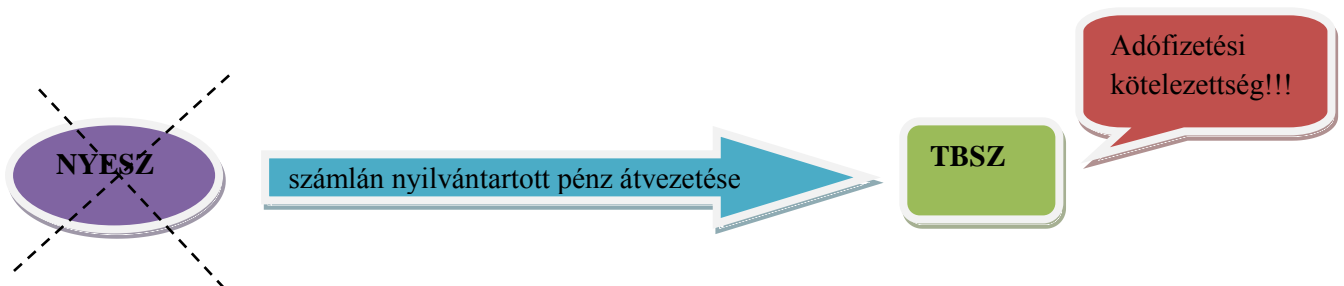 NYESZ
számlán nyilvántartott pénz átvezetése
TBSZ
Adófizetési
kötelezettség!!!